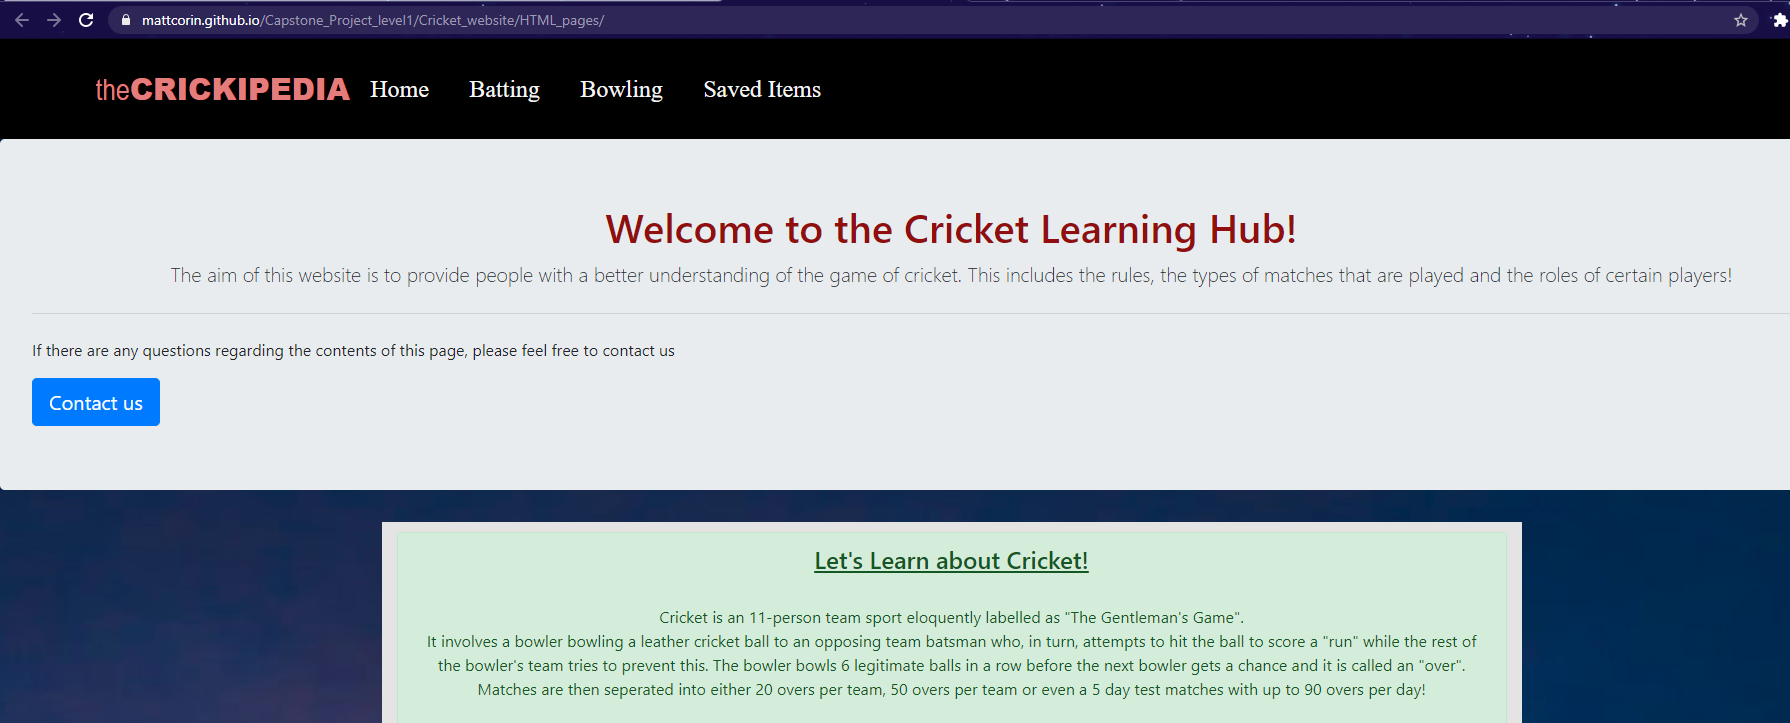 mattcorin.github.io/Capstone_Project_level1/Cricket_website/HTML_pages/
theCRICKIPEDIA Home Batting Bowling Saved Items
Welcome to the Cricket Learning Hub!
The aim of this website is to provide people with a better understanding of the game of cricket. This includes the rules, the types of matches that are played and the roles of certain players!
If there are any questions regarding the contents of this page, please feel free to contact us
Contact us
Let's Learn about Cricket!
Cricket is an 11-person team sport eloquently labelled as "The Gentleman's Game".
It involves a bowler bowling a leather cricket ball to an opposing team batsman who, in turn, attempts to hit the ball to score a "run" while the rest of
the bowler's team tries to prevent this. The bowler bowls 6 legitimate balls in a row before the next bowler gets a chance and it is called an "over".
Matches are then seperated into either 20 overs per team, 50 overs per team or even a 5 day test matches with up to 90 overs per day!